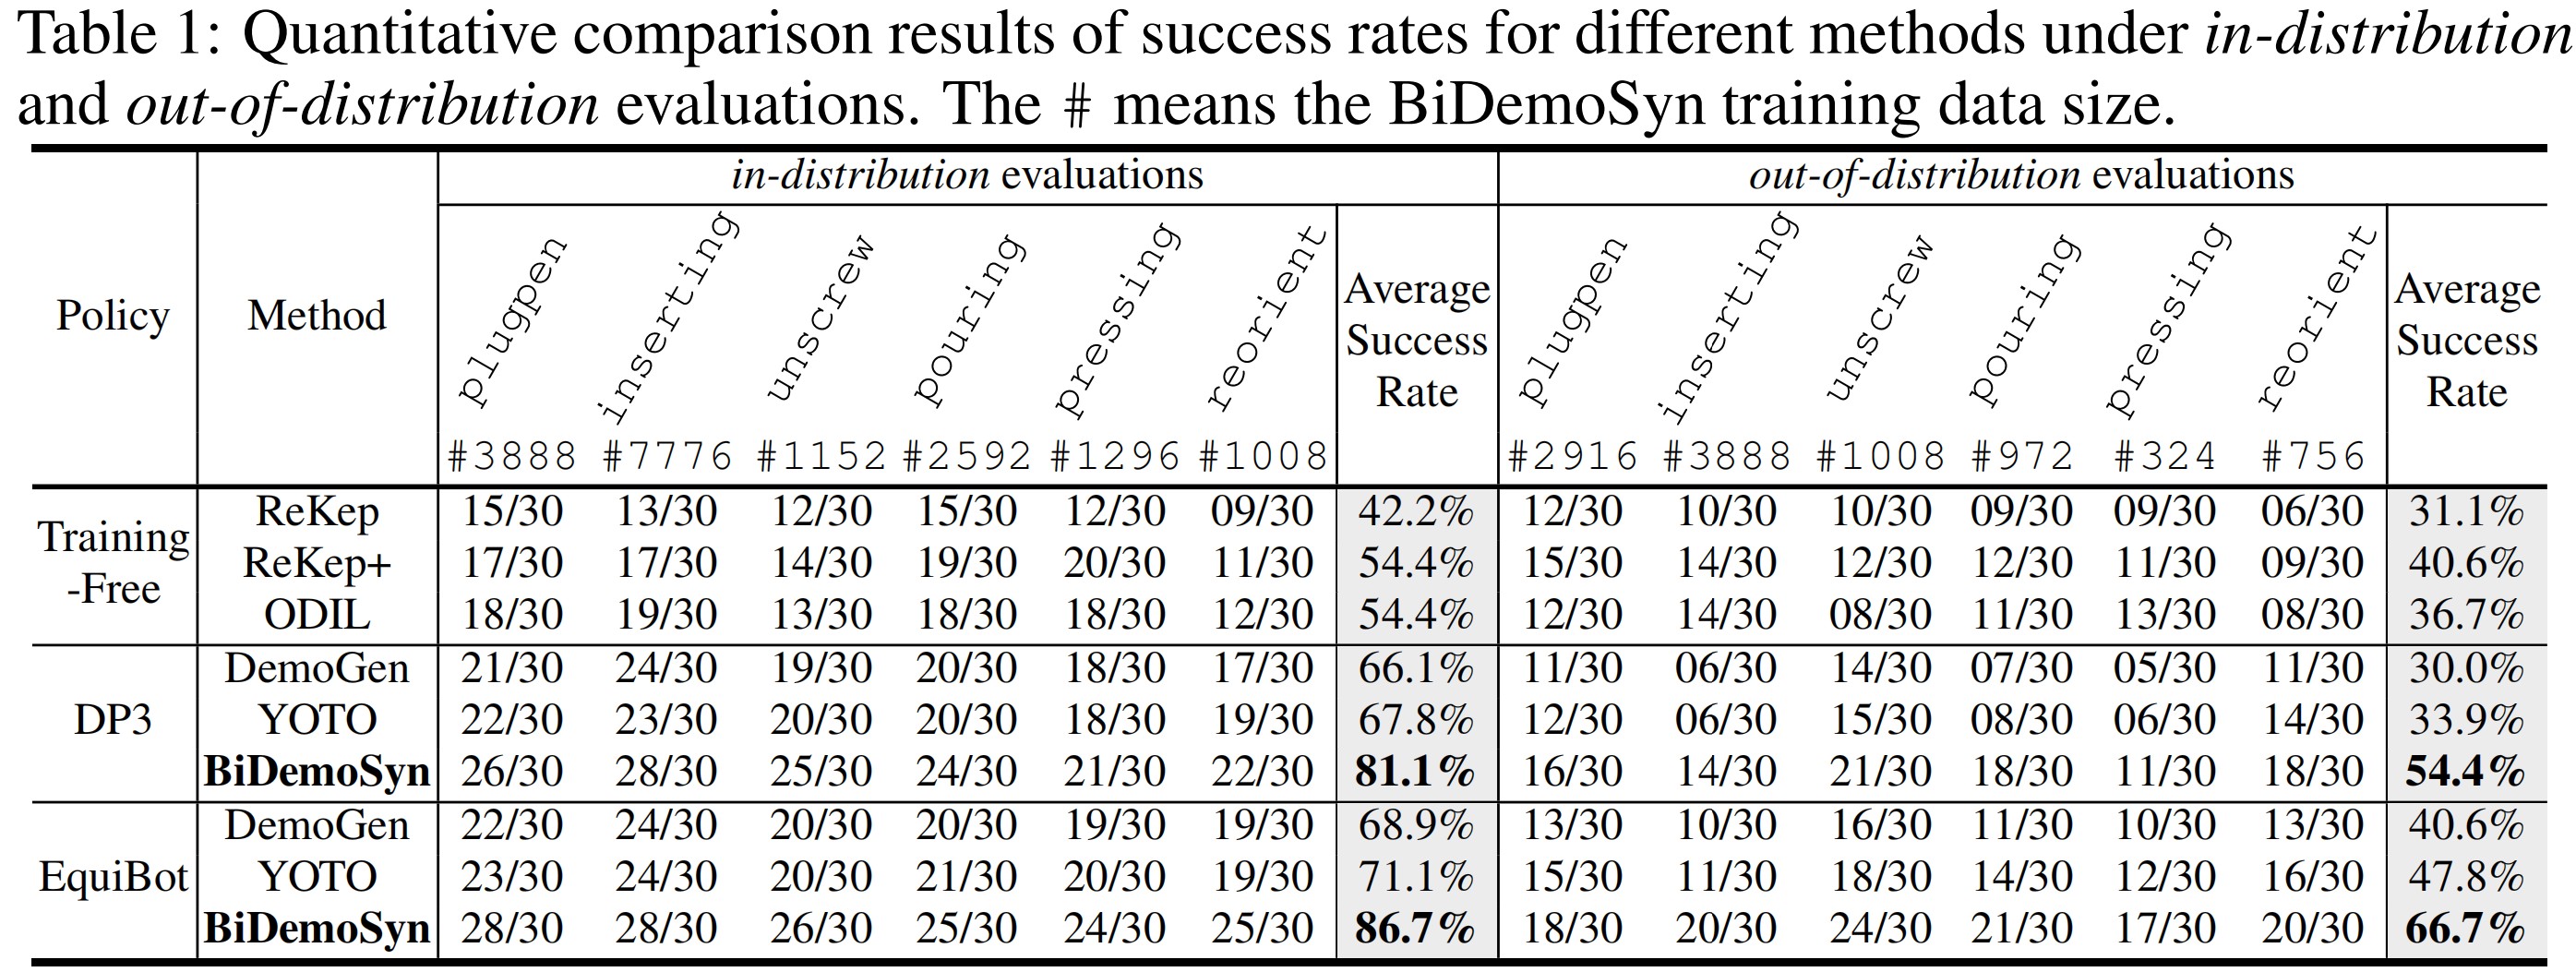 Table 1: Quantitative comparison results of success rates for different methods under in-distribution
and out-of-distribution evaluations. The # means the BiDemoSyn training data size.
Policy Method in-distribution evaluations out-of-distribution evaluations
plugpen inserting unscrew pouring pressing reorient Average Success Rate plugpen inserting unscrew pouring pressing reorient Average Success Rate
#3888 #7776 #1152 #2592 #1296 #1008 #2916 #3888 #1008 #972 #324 #756
Training-Free
ReKep 15/30 13/30 12/30 15/30 12/30 09/30 42.2% 12/30 10/30 10/30 09/30 09/30 06/30 31.1%
ReKep+ 17/30 17/30 14/30 19/30 20/30 11/30 54.4% 15/30 14/30 12/30 12/30 11/30 09/30 40.6%
ODIL 18/30 19/30 13/30 18/30 18/30 12/30 54.4% 12/30 14/30 08/30 11/30 13/30 08/30 36.7%
DP3
DemoGen 21/30 24/30 19/30 20/30 18/30 17/30 66.1% 11/30 06/30 14/30 07/30 05/30 11/30 30.0%
YOTO 22/30 23/30 20/30 20/30 18/30 19/30 67.8% 12/30 06/30 15/30 08/30 06/30 14/30 33.9%
BiDemoSyn 26/30 28/30 25/30 24/30 21/30 22/30 81.1% 16/30 14/30 21/30 18/30 11/30 18/30 54.4%
EquiBot
DemoGen 22/30 24/30 20/30 20/30 19/30 19/30 68.9% 13/30 10/30 16/30 11/30 10/30 13/30 40.6%
YOTO 23/30 24/30 20/30 21/30 20/30 19/30 71.1% 15/30 11/30 18/30 14/30 12/30 16/30 47.8%
BiDemoSyn 28/30 28/30 26/30 25/30 24/30 25/30 86.7% 18/30 20/30 24/30 21/30 17/30 20/30 66.7%